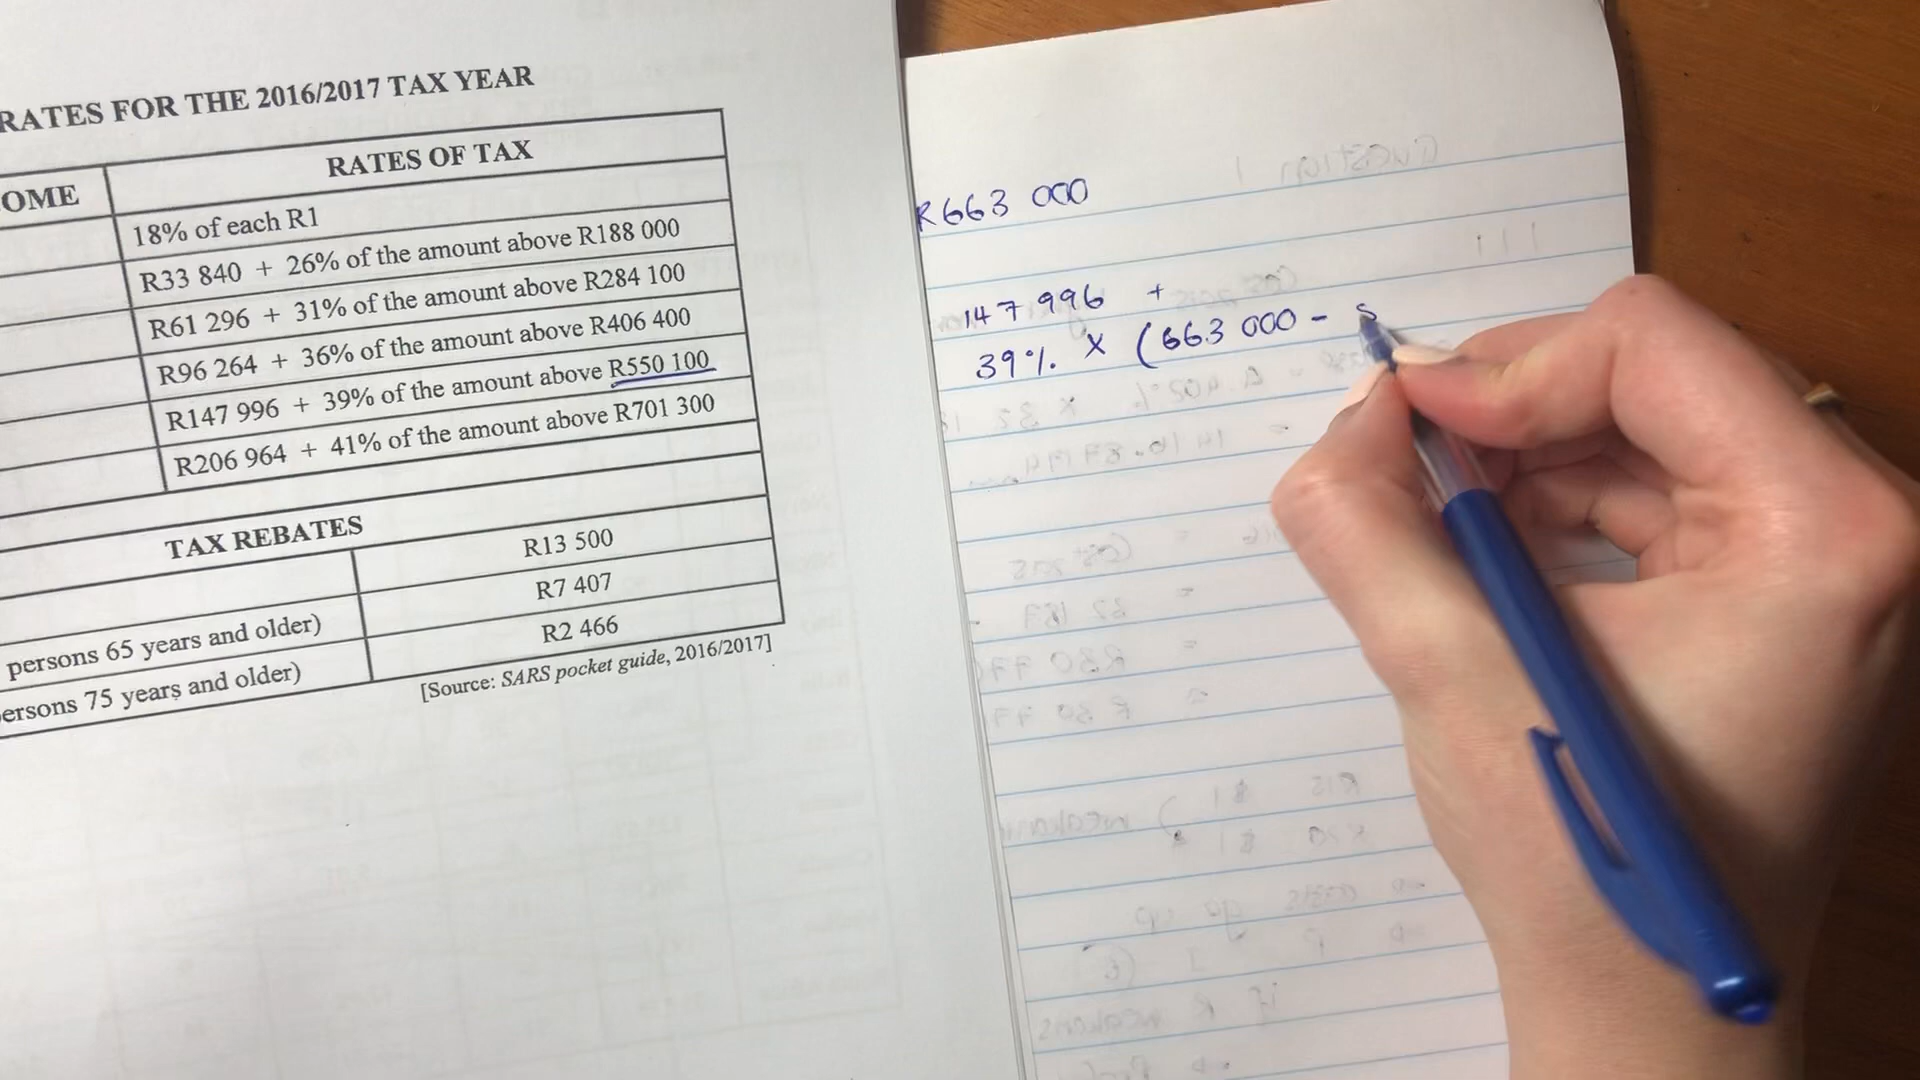 RATES FOR THE 2016/2017 TAX YEAR
OME
RATES OF TAX
18% of each R1
R33 840 + 26% of the amount above R188 000
R61 296 + 31% of the amount above R284 100
R96 264 + 36% of the amount above R406 400
R147 996 + 39% of the amount above R550 100
R206 964 + 41% of the amount above R701 300
TAX REBATES
R13 500
persons 65 years and older)
R7 407
ersons 75 years and older)
R2 466
[Source: SARS pocket guide, 2016/2017]
R663 000
147 996 +
39% x (663 000 - 5